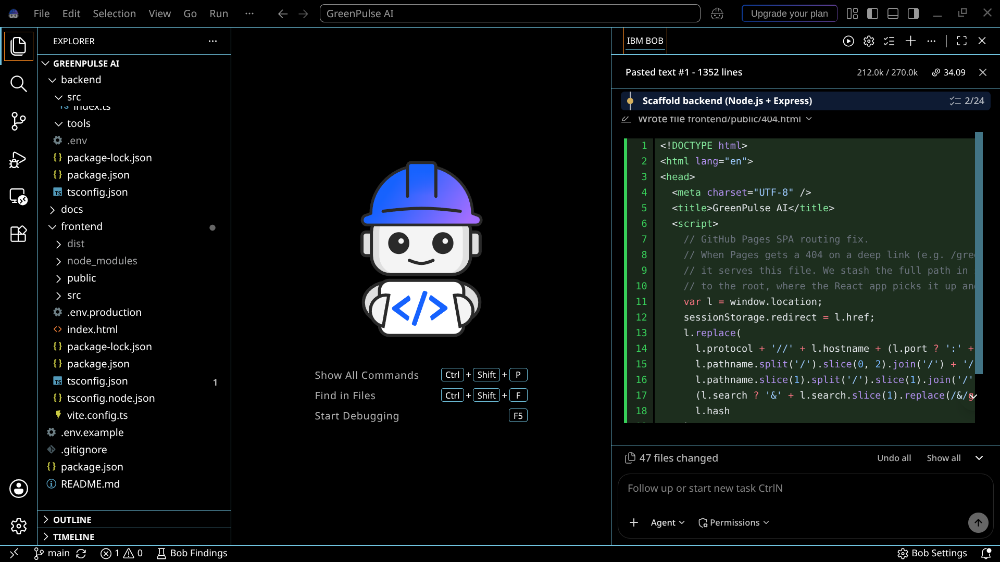 File Edit Selection View Go Run ··· GreenPulse AI Upgrade your plan
EXPLORER
GREENPULSE AI
backend
src
index.ts
tools
.env
package-lock.json
package.json
tsconfig.json
docs
frontend
dist
node_modules
public
src
.env.production
index.html
package-lock.json
package.json
tsconfig.json 1
tsconfig.node.json
vite.config.ts
.env.example
.gitignore
package.json
README.md
OUTLINE
TIMELINE
</>
Show All Commands Ctrl + Shift + P
Find in Files Ctrl + Shift + F
Start Debugging F5
IBM BOB
Pasted text #1 - 1352 lines 212.0k / 270.0k 34.09
Scaffold backend (Node.js + Express) 2/24
Wrote file frontend/public/404.html
1 <!DOCTYPE html>
2 <html lang="en">
3 <head>
4 <meta charset="UTF-8" />
5 <title>GreenPulse AI</title>
6 <script>
7 // GitHub Pages SPA routing fix.
8 // When Pages gets a 404 on a deep link (e.g. /gre
9 // it serves this file. We stash the full path in
10 // to the root, where the React app picks it up an
11 var l = window.location;
12 sessionStorage.redirect = l.href;
13 l.replace(
14 l.protocol + '//' + l.hostname + (l.port ? ':' +
15 l.pathname.split('/').slice(0, 2).join('/') + '/
16 l.pathname.slice(1).split('/').slice(1).join('/'
17 (l.search ? '&' + l.search.slice(1).replace(/&/g
18 l.hash
47 files changed Undo all Show all
Follow up or start new task CtrlN
Agent Permissions
main 1 0 Bob Findings Bob Settings